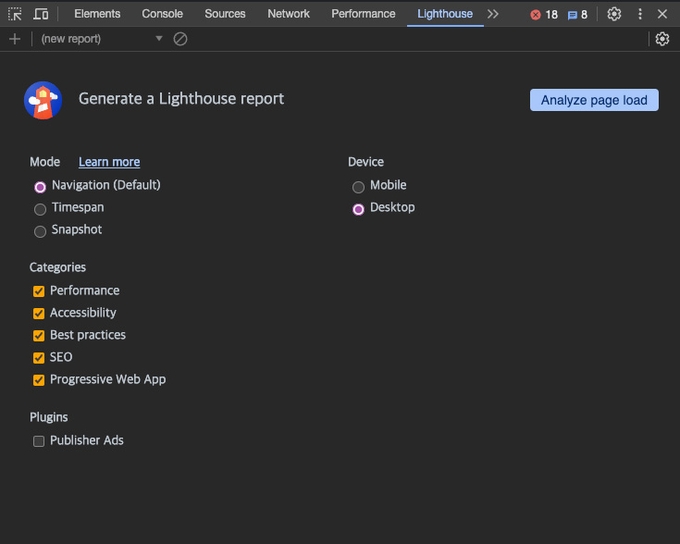 Elements Console Sources Network Performance Lighthouse 18 8
(new report)
Generate a Lighthouse report
Analyze page load
Mode Learn more Device
Navigation (Default) Mobile
Timespan Desktop
Snapshot
Categories
Performance
Accessibility
Best practices
SEO
Progressive Web App
Plugins
Publisher Ads